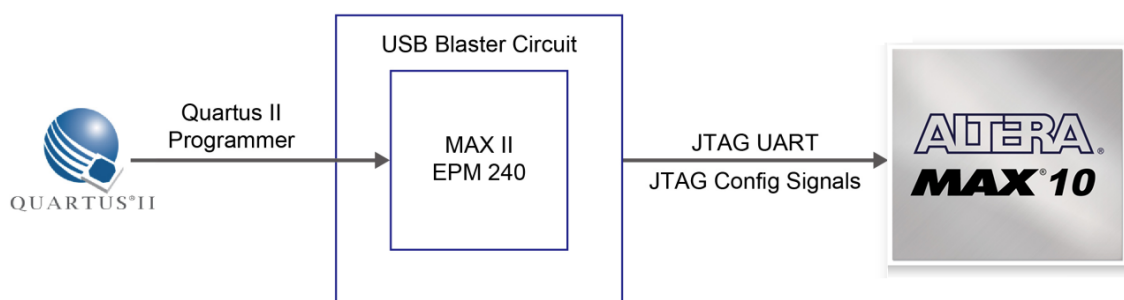 USB Blaster Circuit
Quartus II
Programmer
MAX II
EPM 240
JTAG UART
JTAG Config Signals
QUARTUS®II
ALTERA®
MAX®10